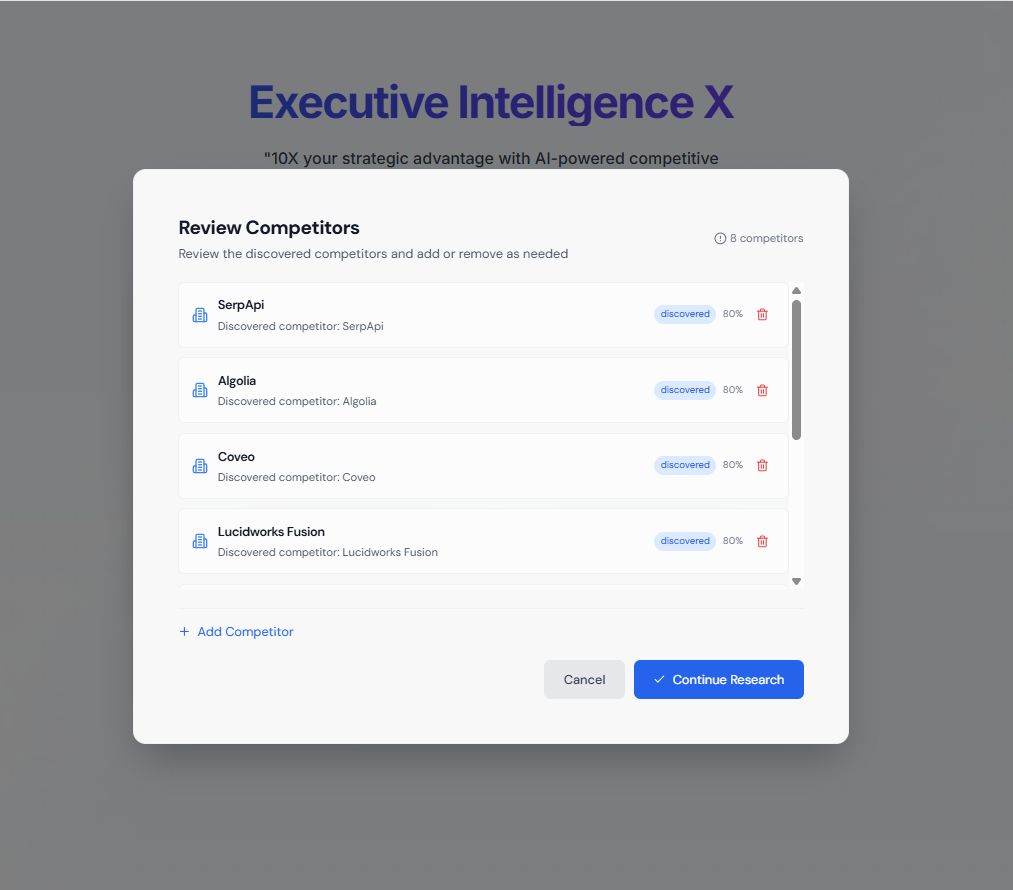 Executive Intelligence X
"10X your strategic advantage with AI-powered competitive
Review Competitors
Review the discovered competitors and add or remove as needed
8 competitors
SerpApi
Discovered competitor: SerpApi
discovered 80%
Algolia
Discovered competitor: Algolia
discovered 80%
Coveo
Discovered competitor: Coveo
discovered 80%
Lucidworks Fusion
Discovered competitor: Lucidworks Fusion
discovered 80%
+ Add Competitor
Cancel
Continue Research